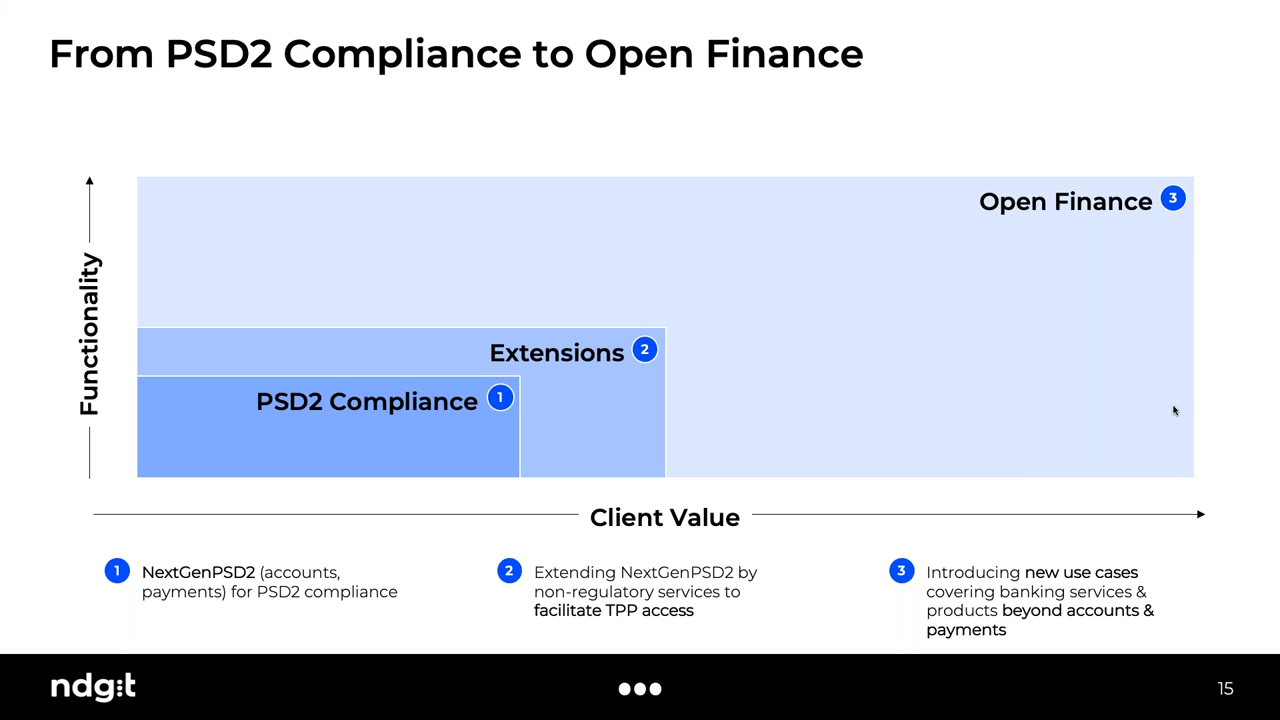 From PSD2 Compliance to Open Finance
Open Finance 3
Extensions 2
PSD2 Compliance 1
Functionality
Client Value
1 NextGenPSD2 (accounts,
payments) for PSD2 compliance
2 Extending NextGenPSD2 by
non-regulatory services to
facilitate TPP access
3 Introducing new use cases
covering banking services &
products beyond accounts &
payments
ndgit
15